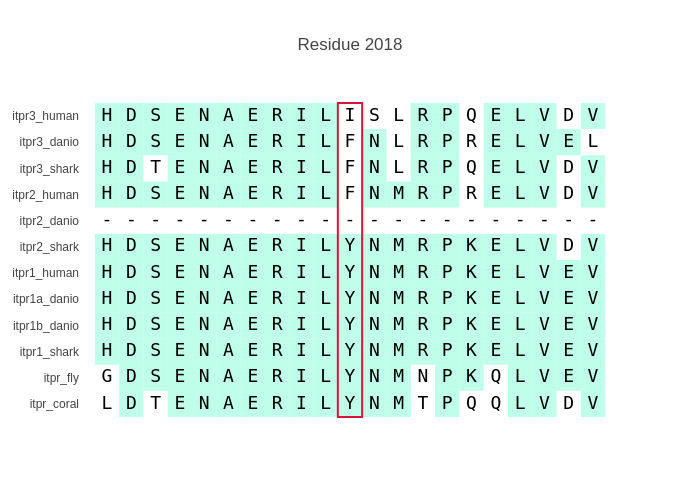 Residue 2018
itpr3_human H D S E N A E R I L I S L R P Q E L V D V
itpr3_danio H D S E N A E R I L F N L R P R E L V E L
itpr3_shark H D T E N A E R I L F N L R P Q E L V D V
itpr2_human H D S E N A E R I L F N M R P R E L V D V
itpr2_danio - - - - - - - - - - - - - - - - - - - - -
itpr2_shark H D S E N A E R I L Y N M R P K E L V D V
itpr1_human H D S E N A E R I L Y N M R P K E L V E V
itpr1a_danio H D S E N A E R I L Y N M R P K E L V E V
itpr1b_danio H D S E N A E R I L Y N M R P K E L V E V
itpr1_shark H D S E N A E R I L Y N M R P K E L V E V
itpr_fly G D S E N A E R I L Y N M N P K Q L V E V
itpr_coral L D T E N A E R I L Y N M T P Q Q L V D V